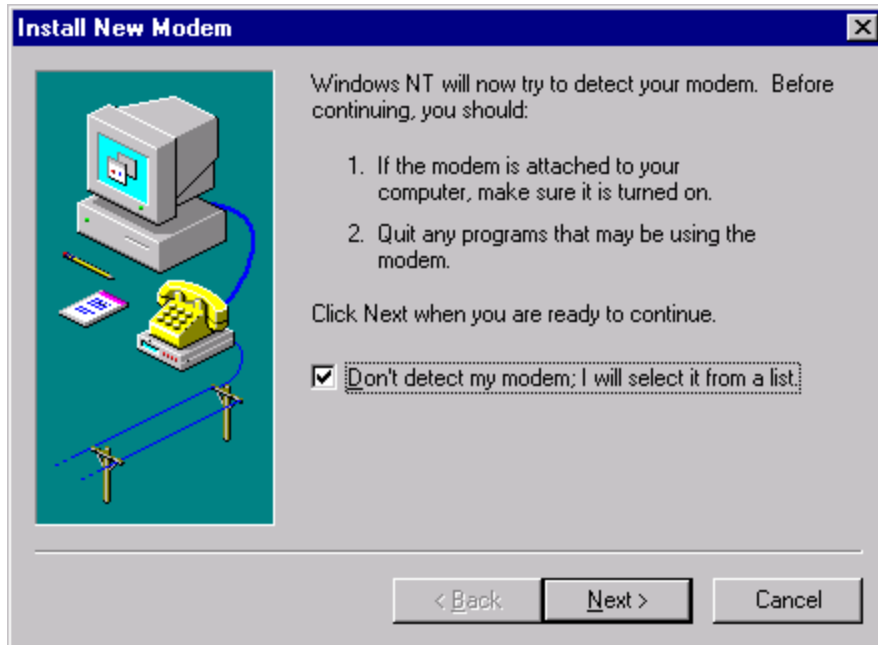 Install New Modem
Windows NT will now try to detect your modem. Before
continuing, you should:
1. If the modem is attached to your
computer, make sure it is turned on.
2. Quit any programs that may be using the
modem.
Click Next when you are ready to continue.
Don't detect my modem; I will select it from a list.
< Back
Next >
Cancel